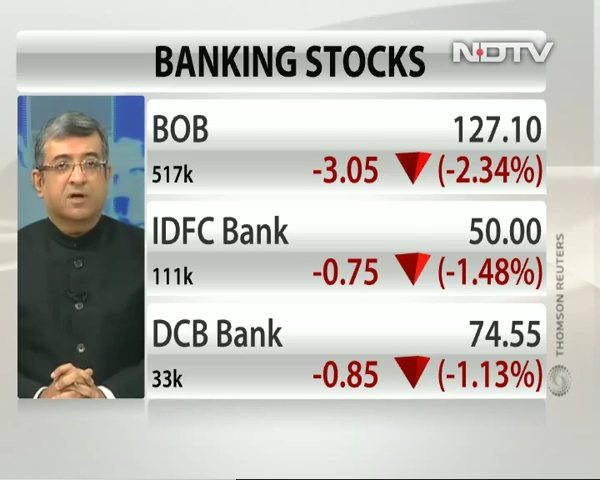 BANKING STOCKS
NDTV
BOB 127.10
517k -3.05 (-2.34%)
IDFC Bank 50.00
111k -0.75 (-1.48%)
DCB Bank 74.55
33k -0.85 (-1.13%)
THOMSON REUTERS